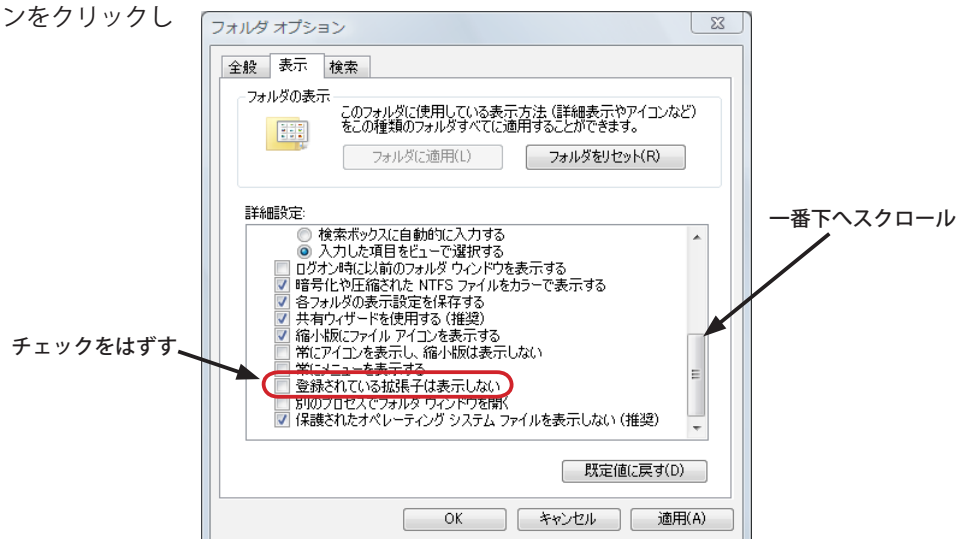 ンをクリックし
フォルダ オプション
全般 表示 検索
フォルダの表示
このフォルダに使用している表示方法 (詳細表示やアイコンなど)
をこの種類のフォルダすべてに適用することができます。
フォルダに適用(L) フォルダをリセット(R)
詳細設定:
一番下へスクロール
検索ボックスに自動的に入力する
入力した項目をビューで選択する
ログオン時に以前のフォルダ ウィンドウを表示する
暗号化や圧縮された NTFS ファイルをカラーで表示する
各フォルダの表示設定を保存する
共有ウィザードを使用する (推奨)
縮小版にファイル アイコンを表示する
常にアイコンを表示し、縮小版は表示しない
チェックをはずす
常にメニューを表示する
登録されている拡張子は表示しない
別のプロセスでフォルダ ウィンドウを開く
保護されたオペレーティング システム ファイルを表示しない (推奨)
既定値に戻す(D)
OK キャンセル 適用(A)